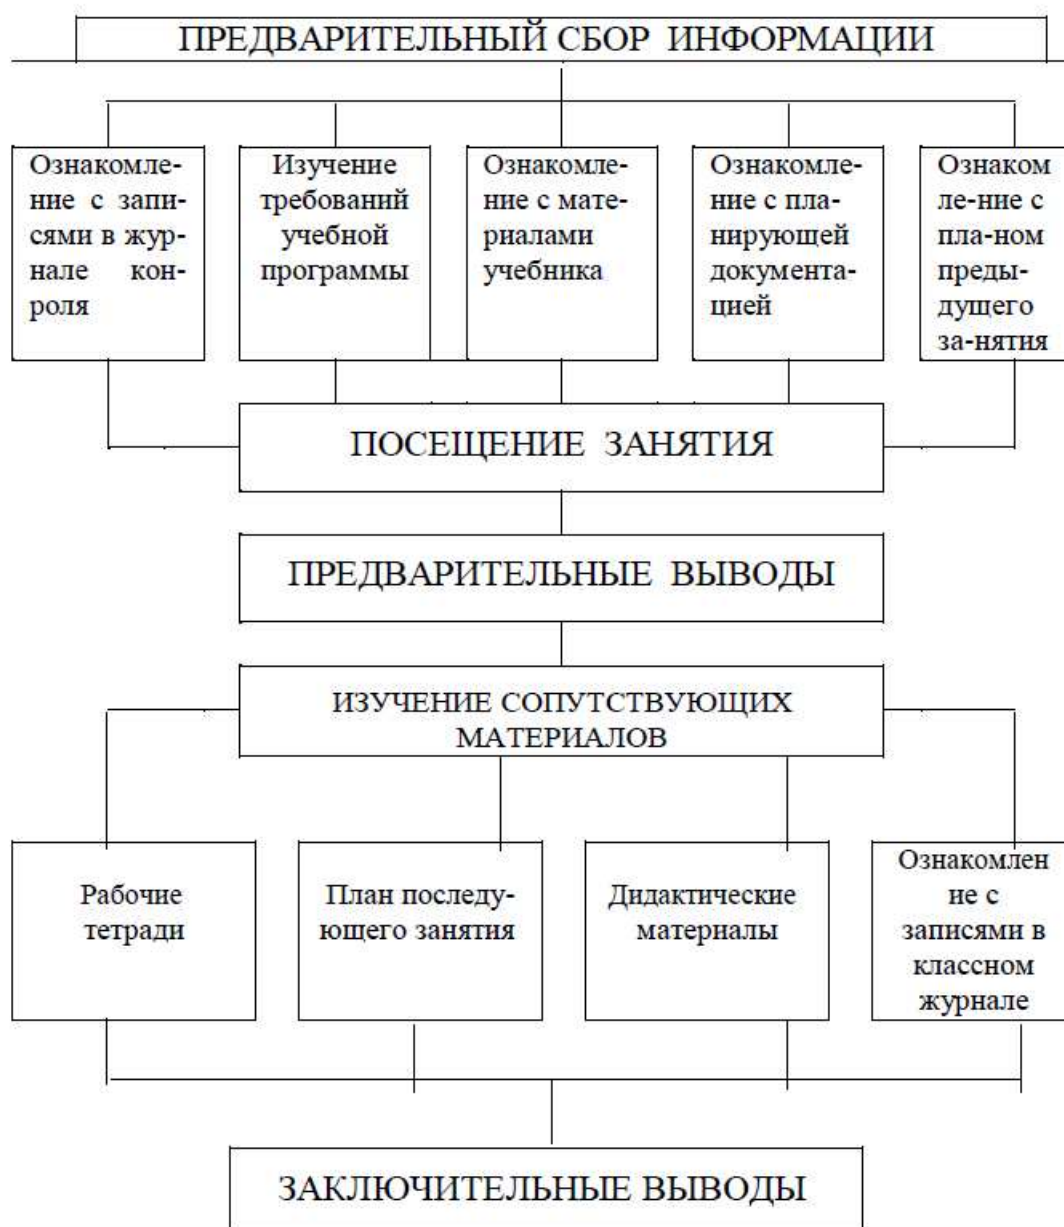 ПРЕДВАРИТЕЛЬНЫЙ СБОР ИНФОРМАЦИИ
Ознакомле-
ние с запи-
сями в жур-
нале кон-
роля
Изучение
требований
учебной
программы
Ознакомле-
ние с мате-
риалами
учебника
Ознакомле-
ние с пла-
нирующей
документа-
цией
Ознаком
ле-ние с
пла-ном
преды-
дущего
за-нятия
ПОСЕЩЕНИЕ ЗАНЯТИЯ
ПРЕДВАРИТЕЛЬНЫЕ ВЫВОДЫ
ИЗУЧЕНИЕ СОПУТСТВУЮЩИХ
МАТЕРИАЛОВ
Рабочие
тетради
План последу-
ющего занятия
Дидактические
материалы
Ознакомлен
ие с
записями в
классном
журнале
ЗАКЛЮЧИТЕЛЬНЫЕ ВЫВОДЫ